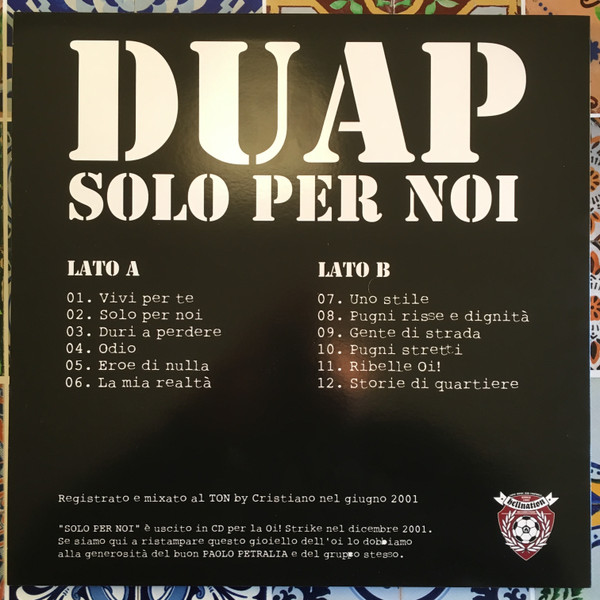 DUAP
SOLO PER NOI
LATO A
01. Vivi per te
02. Solo per noi
03. Duri a perdere
04. Odio
05. Eroe di nulla
06. La mia realtà
LATO B
07. Uno stile
08. Pugni risse e dignità
09. Gente di strada
10. Pugni stretti
11. Ribelle Oi!
12. Storie di quartiere
Registrato e mixato al TON by Cristiano nel giugno 2001
"SOLO PER NOI" è uscito in CD per la Oi! Strike nel dicembre 2001.
Se siamo qui a ristampare questo gioiello dell'oi lo dobbiamo
alla generosità del buon PAOLO PETRALIA e del gruppo stesso.
hellnation